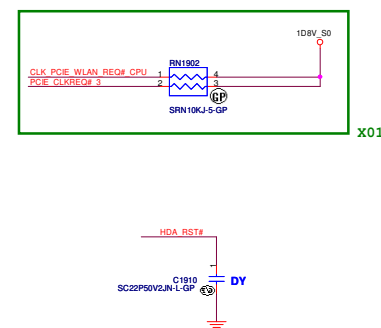 1D8V_S0
RN1902
CLK_PCIE_WLAN_REQ#_CPU 1 4
PCIE_CLKREQ#_3 2 3
GP
SRN10KJ-5-GP
X01
HDA_RST#
1
C1910 DY
SC22P50V2JN-L-GP